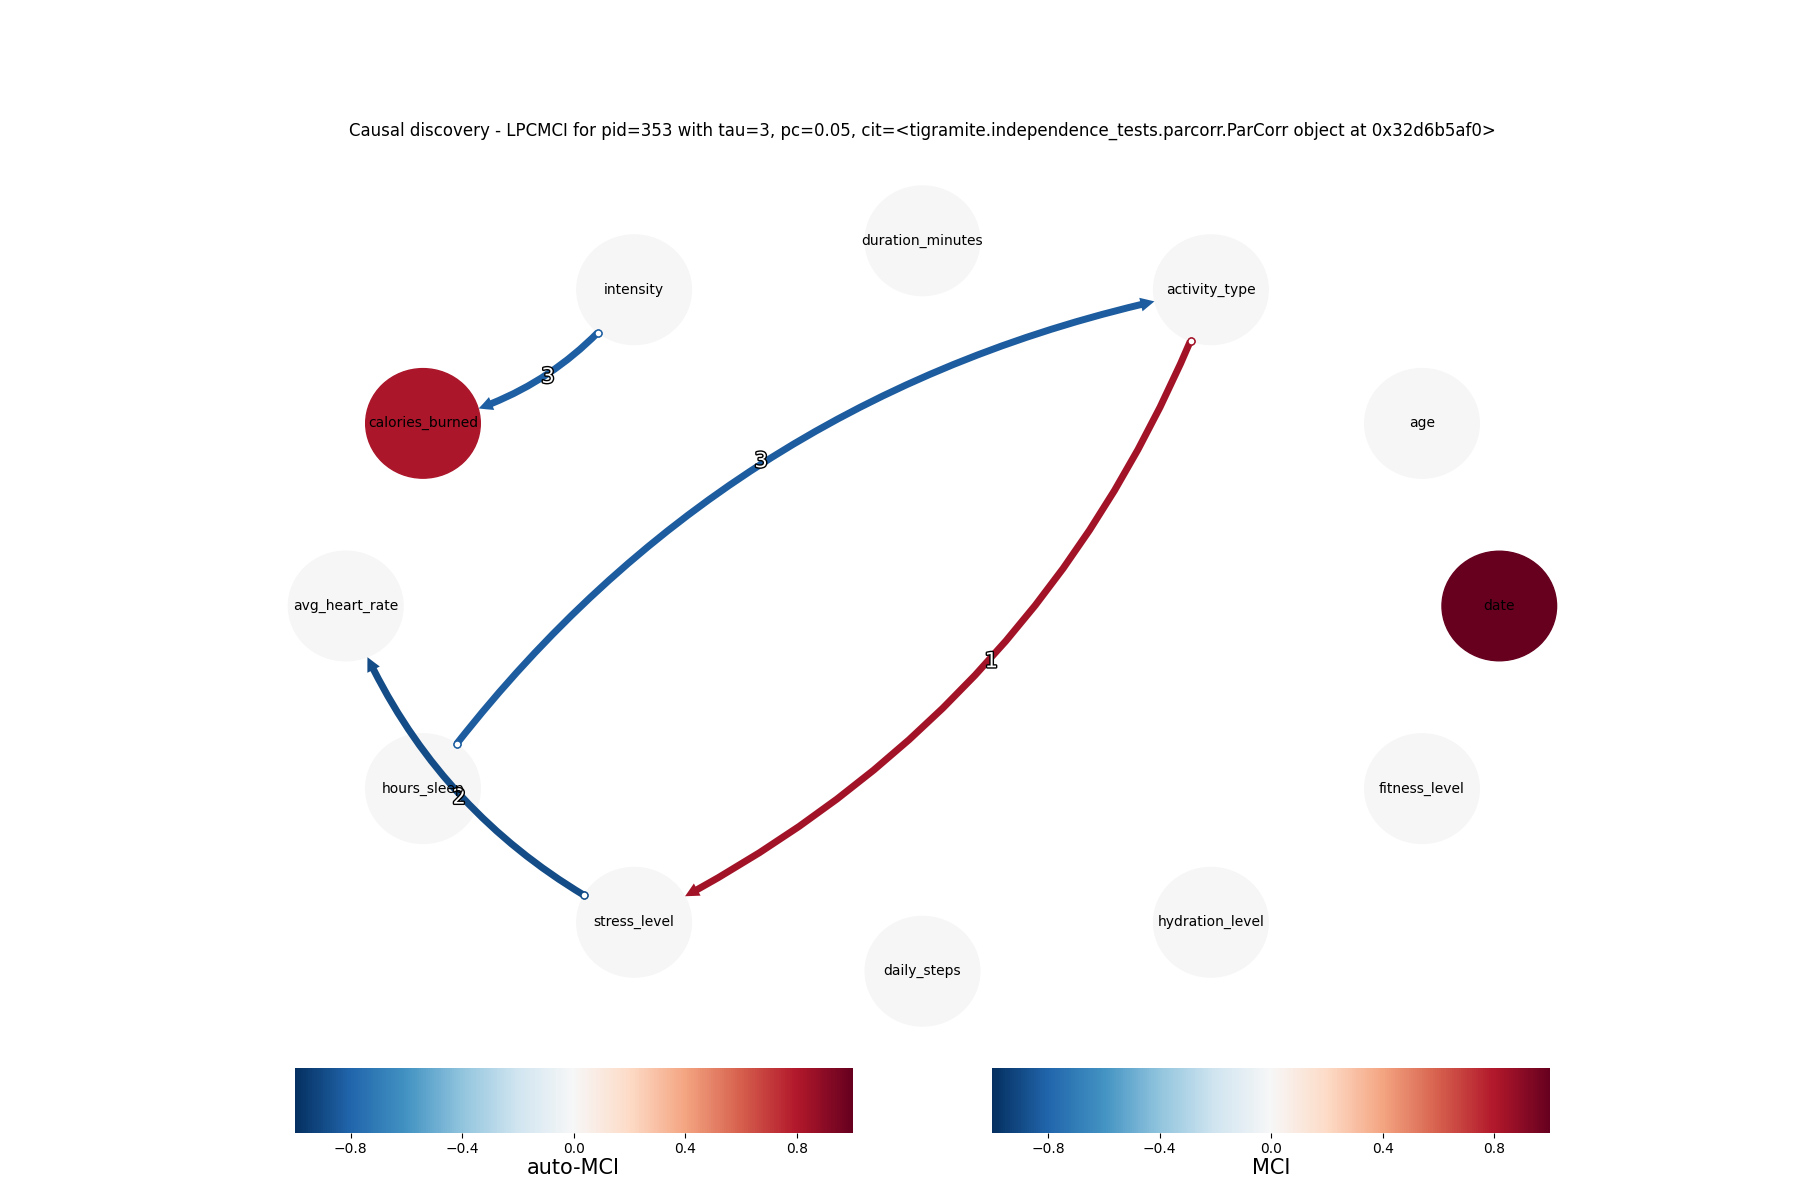 Causal discovery - LPCMCI for pid=353 with tau=3, pc=0.05, cit=<tigramite.independence_tests.parcorr.ParCorr object at 0x32d6b5af0>
duration_minutes
intensity
activity_type
3
calories_burned
age
3
avg_heart_rate
date
1
hours_sleep
2
fitness_level
stress_level
hydration_level
daily_steps
−0.8 −0.4 0.0 0.4 0.8
auto-MCI
−0.8 −0.4 0.0 0.4 0.8
MCI